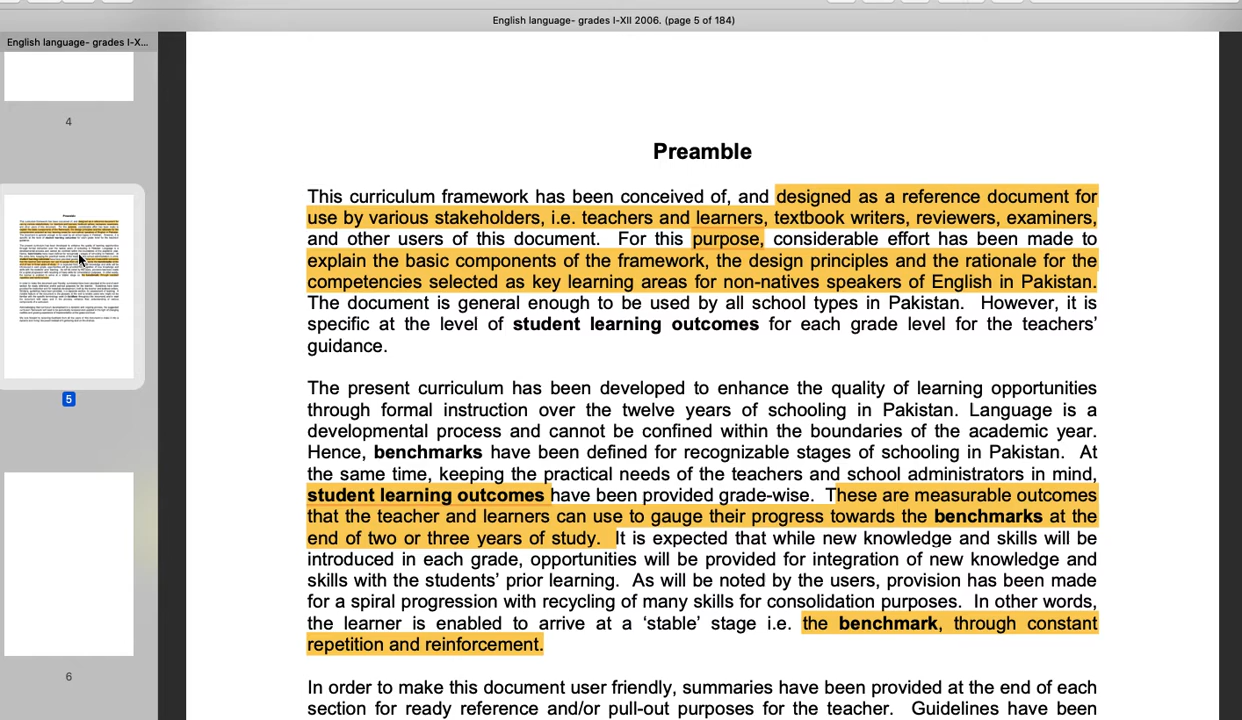 English language- grades I-XII 2006. (page 5 of 184)
English language- grades I-X...
4
5
6
Preamble
This curriculum framework has been conceived of, and designed as a reference document for
use by various stakeholders, i.e. teachers and learners, textbook writers, reviewers, examiners,
and other users of this document. For this purpose, considerable effort has been made to
explain the basic components of the framework, the design principles and the rationale for the
competencies selected as key learning areas for non-natives speakers of English in Pakistan.
The document is general enough to be used by all school types in Pakistan. However, it is
specific at the level of student learning outcomes for each grade level for the teachers’
guidance.
The present curriculum has been developed to enhance the quality of learning opportunities
through formal instruction over the twelve years of schooling in Pakistan. Language is a
developmental process and cannot be confined within the boundaries of the academic year.
Hence, benchmarks have been defined for recognizable stages of schooling in Pakistan. At
the same time, keeping the practical needs of the teachers and school administrators in mind,
student learning outcomes have been provided grade-wise. These are measurable outcomes
that the teacher and learners can use to gauge their progress towards the benchmarks at the
end of two or three years of study. It is expected that while new knowledge and skills will be
introduced in each grade, opportunities will be provided for integration of new knowledge and
skills with the students’ prior learning. As will be noted by the users, provision has been made
for a spiral progression with recycling of many skills for consolidation purposes. In other words,
the learner is enabled to arrive at a ‘stable’ stage i.e. the benchmark, through constant
repetition and reinforcement.
In order to make this document user friendly, summaries have been provided at the end of each
section for ready reference and/or pull-out purposes for the teacher. Guidelines have been